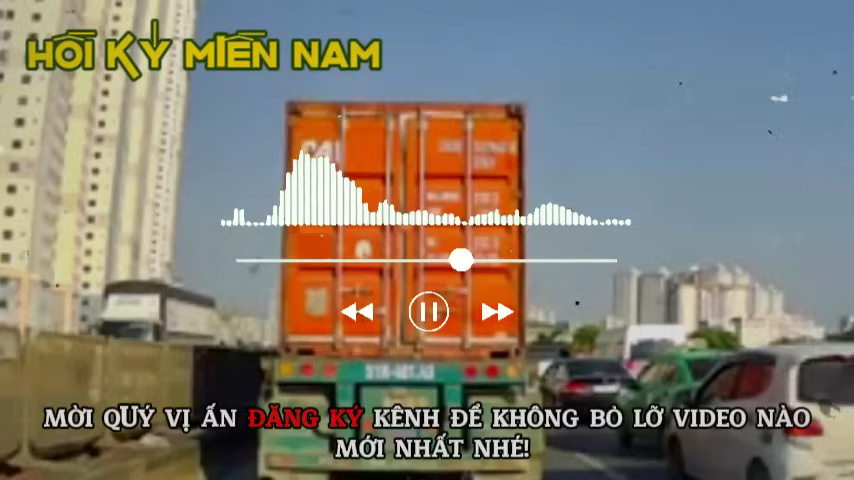 HỒI KÝ MIỀN NAM
MỜI QUÝ VỊ ẤN ĐĂNG KÝ KÊNH ĐỂ KHÔNG BỎ LỠ VIDEO NÀO
MỚI NHẤT NHÉ!